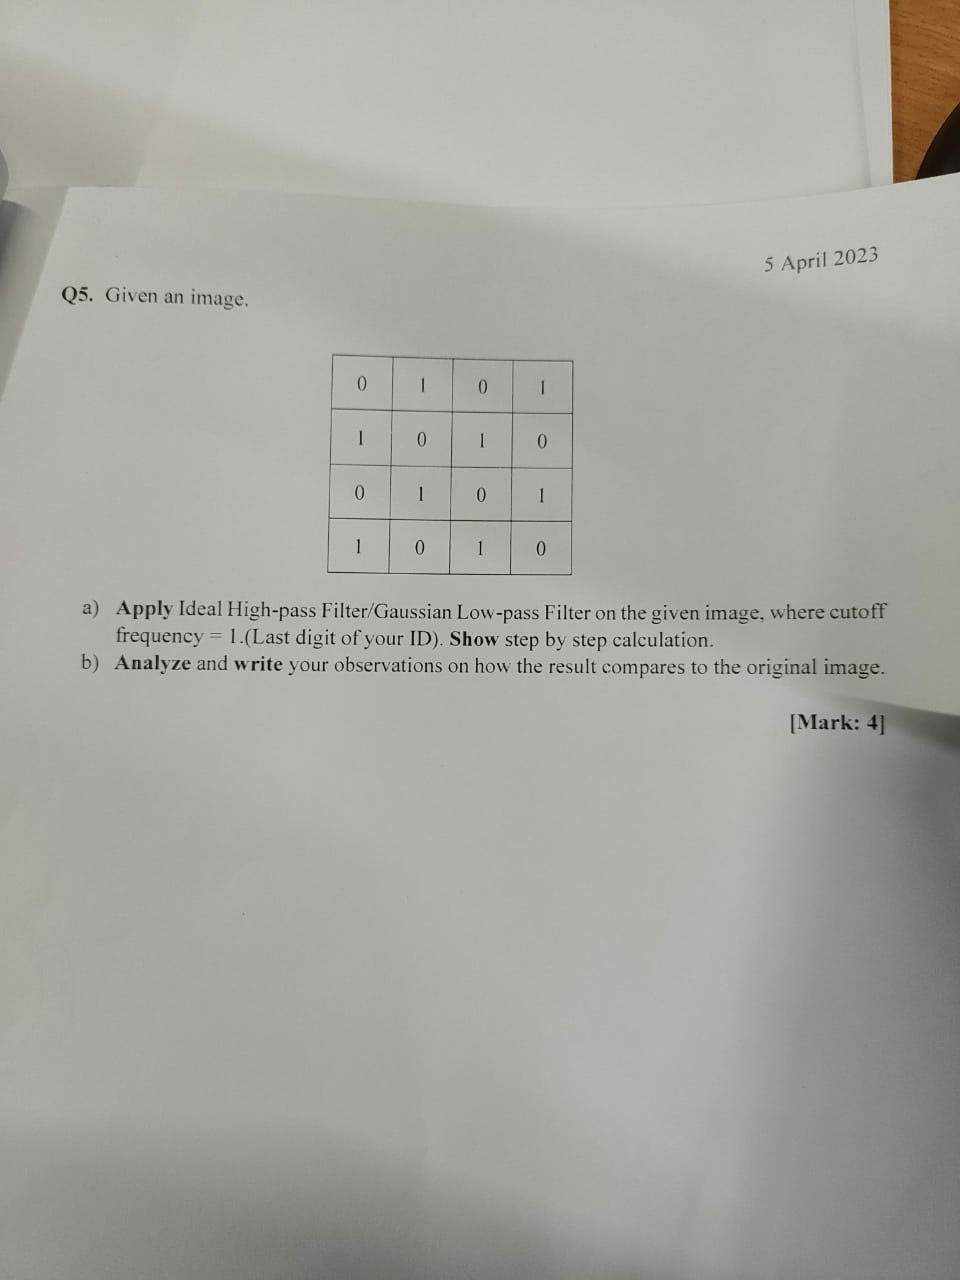 5 April 2023
Q5. Given an image.
0 1 0 1
1 0 1 0
0 1 0 1
1 0 1 0
a) Apply Ideal High-pass Filter/Gaussian Low-pass Filter on the given image, where cutoff
frequency = 1.(Last digit of your ID). Show step by step calculation.
b) Analyze and write your observations on how the result compares to the original image.
[Mark: 4]